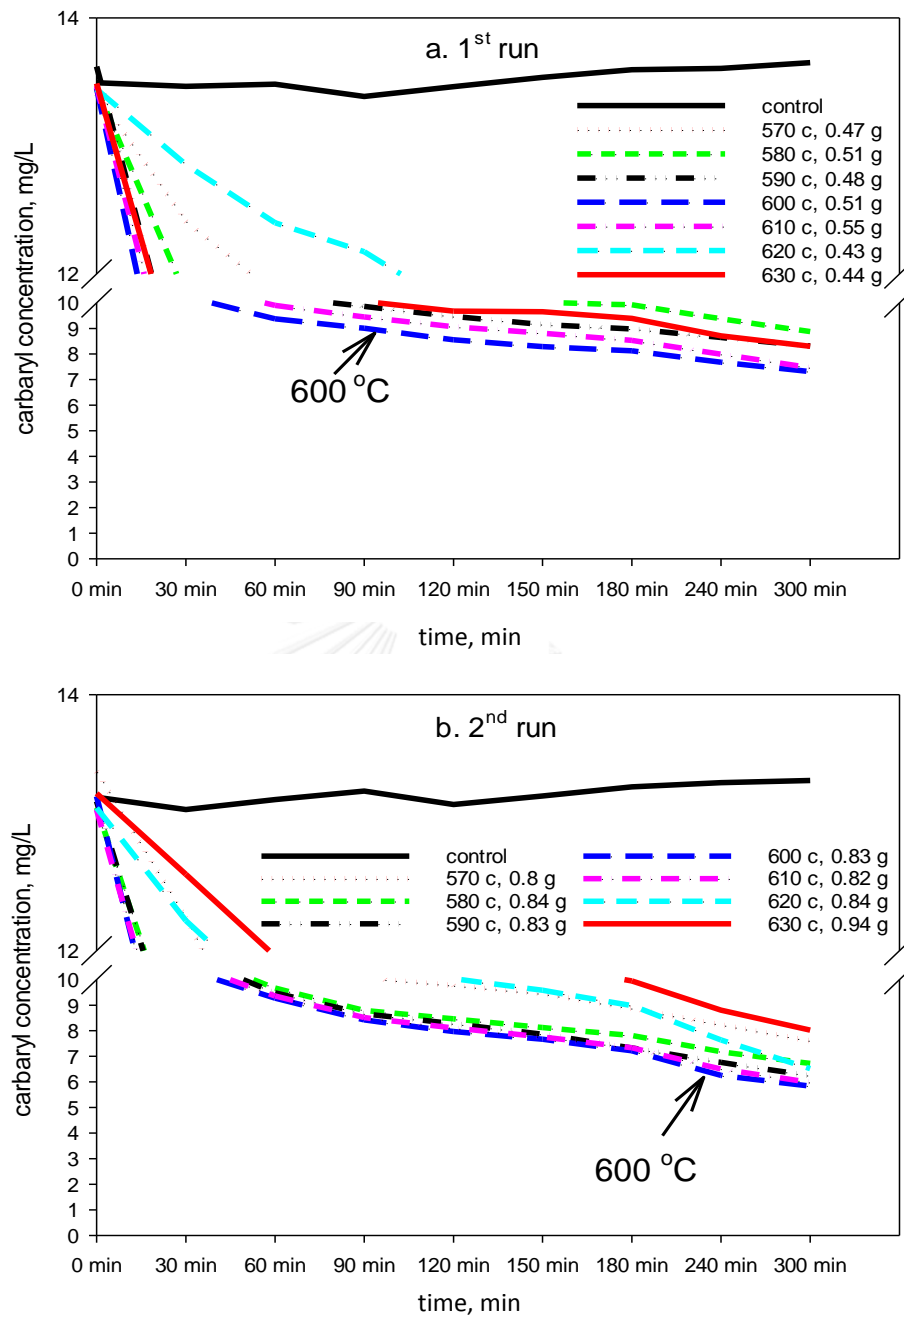 14
a. 1st run
control
570 c, 0.47 g
580 c, 0.51 g
590 c, 0.48 g
600 c, 0.51 g
610 c, 0.55 g
620 c, 0.43 g
630 c, 0.44 g
12
10
9
8
7
6
5
4
3
2
1
0
carbaryl concentration, mg/L
600 °C
0 min 30 min 60 min 90 min 120 min 150 min 180 min 240 min 300 min
time, min
14
b. 2nd run
control
570 c, 0.8 g
580 c, 0.84 g
590 c, 0.83 g
600 c, 0.83 g
610 c, 0.82 g
620 c, 0.84 g
630 c, 0.94 g
12
10
9
8
7
6
5
4
3
2
1
0
carbaryl concentration, mg/L
600 °C
0 min 30 min 60 min 90 min 120 min 150 min 180 min 240 min 300 min
time, min